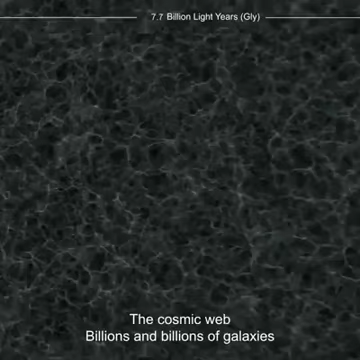 7.7 Billion Light Years (Gly)
The cosmic web
Billions and billions of galaxies